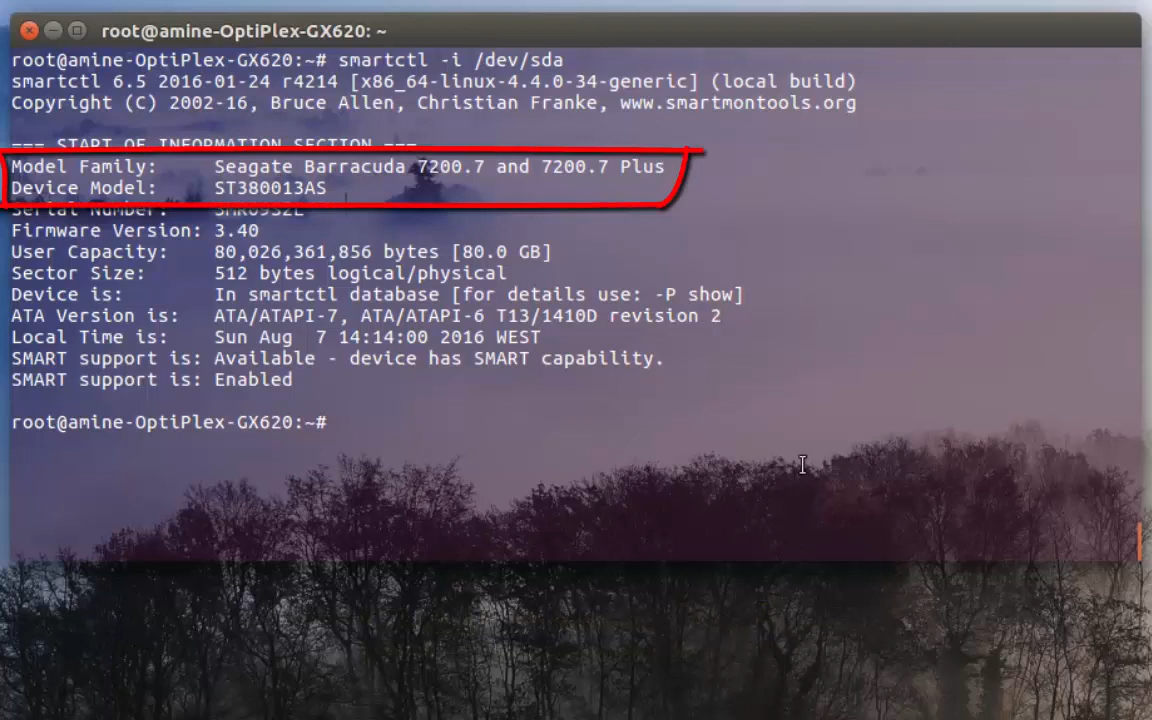 root@amine-OptiPlex-GX620: ~
root@amine-OptiPlex-GX620:~# smartctl -i /dev/sda
smartctl 6.5 2016-01-24 r4214 [x86_64-linux-4.4.0-34-generic] (local build)
Copyright (C) 2002-16, Bruce Allen, Christian Franke, www.smartmontools.org
=== START OF INFORMATION SECTION ===
Model Family: Seagate Barracuda 7200.7 and 7200.7 Plus
Device Model: ST380013AS
Serial Number:
Firmware Version: 3.40
User Capacity: 80,026,361,856 bytes [80.0 GB]
Sector Size: 512 bytes logical/physical
Device is: In smartctl database [for details use: -P show]
ATA Version is: ATA/ATAPI-7, ATA/ATAPI-6 T13/1410D revision 2
Local Time is: Sun Aug 7 14:14:00 2016 WEST
SMART support is: Available - device has SMART capability.
SMART support is: Enabled
root@amine-OptiPlex-GX620:~#